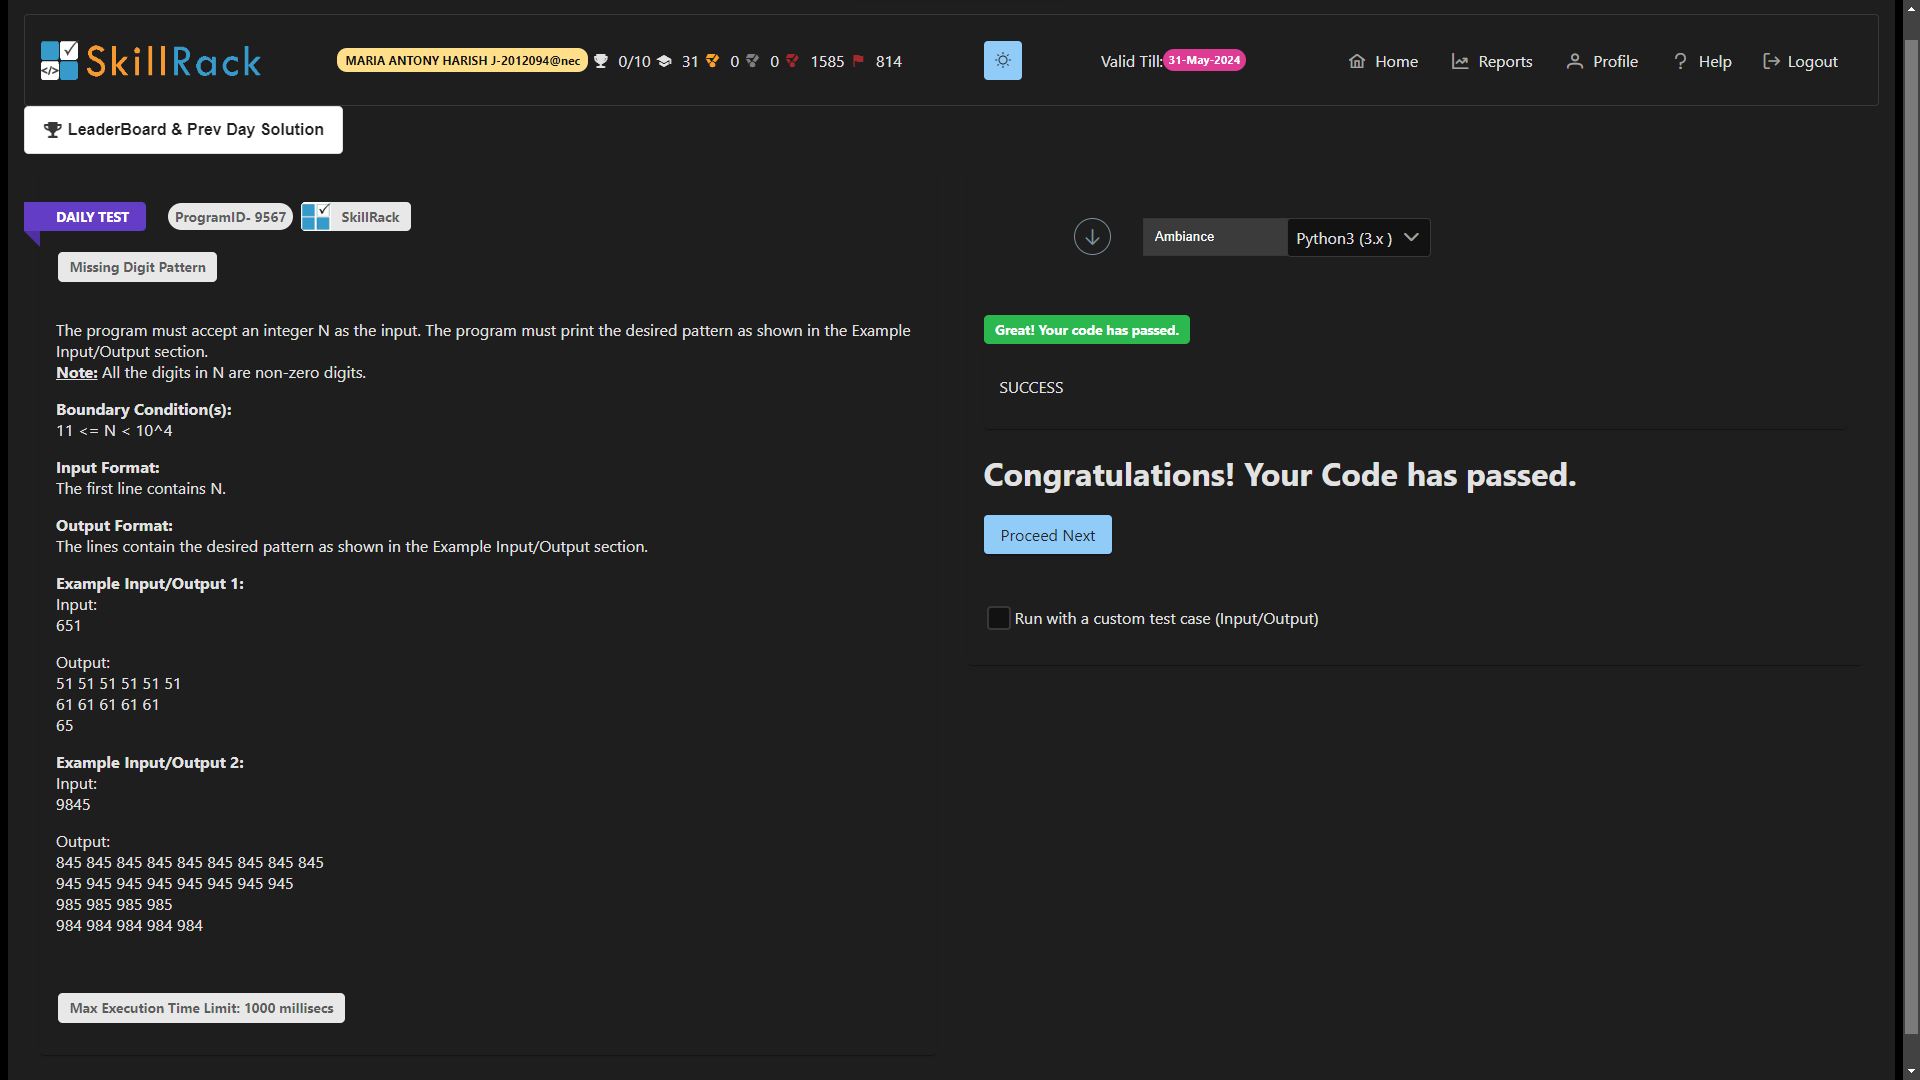 SkillRack
MARIA ANTONY HARISH J-2012094@nec 0/10 31 0 0 1585 814
Valid Till: 31-May-2024
Home Reports Profile Help Logout
LeaderBoard & Prev Day Solution
DAILY TEST ProgramID- 9567 SkillRack
Missing Digit Pattern
The program must accept an integer N as the input. The program must print the desired pattern as shown in the Example
Input/Output section.
Note: All the digits in N are non-zero digits.
Boundary Condition(s):
11 <= N < 10^4
Input Format:
The first line contains N.
Output Format:
The lines contain the desired pattern as shown in the Example Input/Output section.
Example Input/Output 1:
Input:
651
Output:
51 51 51 51 51 51
61 61 61 61 61
65
Example Input/Output 2:
Input:
9845
Output:
845 845 845 845 845 845 845 845 845
945 945 945 945 945 945 945 945
985 985 985 985
984 984 984 984 984
Max Execution Time Limit: 1000 millisecs
Ambiance Python3 (3.x )
Great! Your code has passed.
SUCCESS
Congratulations! Your Code has passed.
Proceed Next
Run with a custom test case (Input/Output)